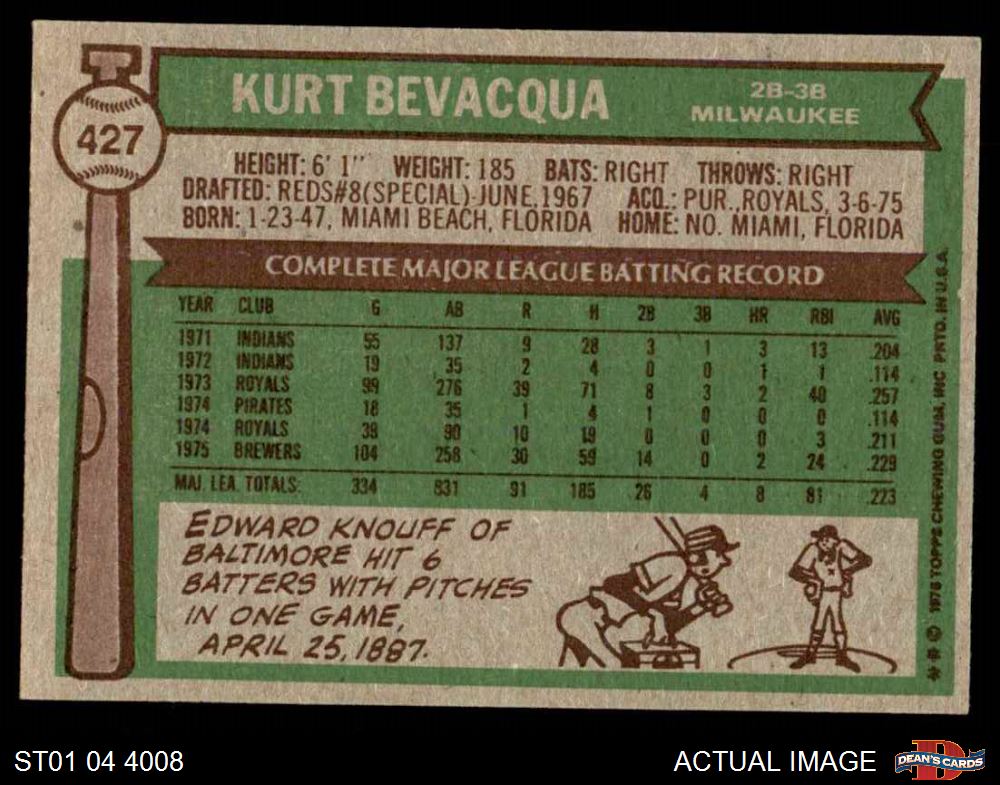 427
KURT BEVACQUA
2B-3B
MILWAUKEE
HEIGHT: 6' 1" WEIGHT: 185 BATS: RIGHT THROWS: RIGHT
DRAFTED: REDS#8(SPECIAL)-JUNE,1967 ACQ.: PUR.,ROYALS, 3-6-75
BORN: 1-23-47, MIAMI BEACH, FLORIDA HOME: NO. MIAMI, FLORIDA
COMPLETE MAJOR LEAGUE BATTING RECORD
YEAR CLUB G AB R H 2B 3B HR RBI AVG
1971 INDIANS 55 137 9 28 3 1 3 13 .204
1972 INDIANS 19 35 2 4 0 0 1 1 .114
1973 ROYALS 99 276 39 71 8 3 2 40 .257
1974 PIRATES 18 35 1 4 1 0 0 0 .114
1974 ROYALS 39 90 10 19 0 0 0 3 .211
1975 BREWERS 104 258 30 59 14 0 2 24 .229
MAJ. LEA. TOTALS: 334 831 91 185 26 4 8 81 .223
EDWARD KNOUFF OF
BALTIMORE HIT 6
BATTERS WITH PITCHES
IN ONE GAME,
APRIL 25, 1887.
** © 1976 TOPPS CHEWING GUM, INC PRTD. IN U.S.A.
ST01 04 4008
ACTUAL IMAGE
D
DEAN'S CARDS